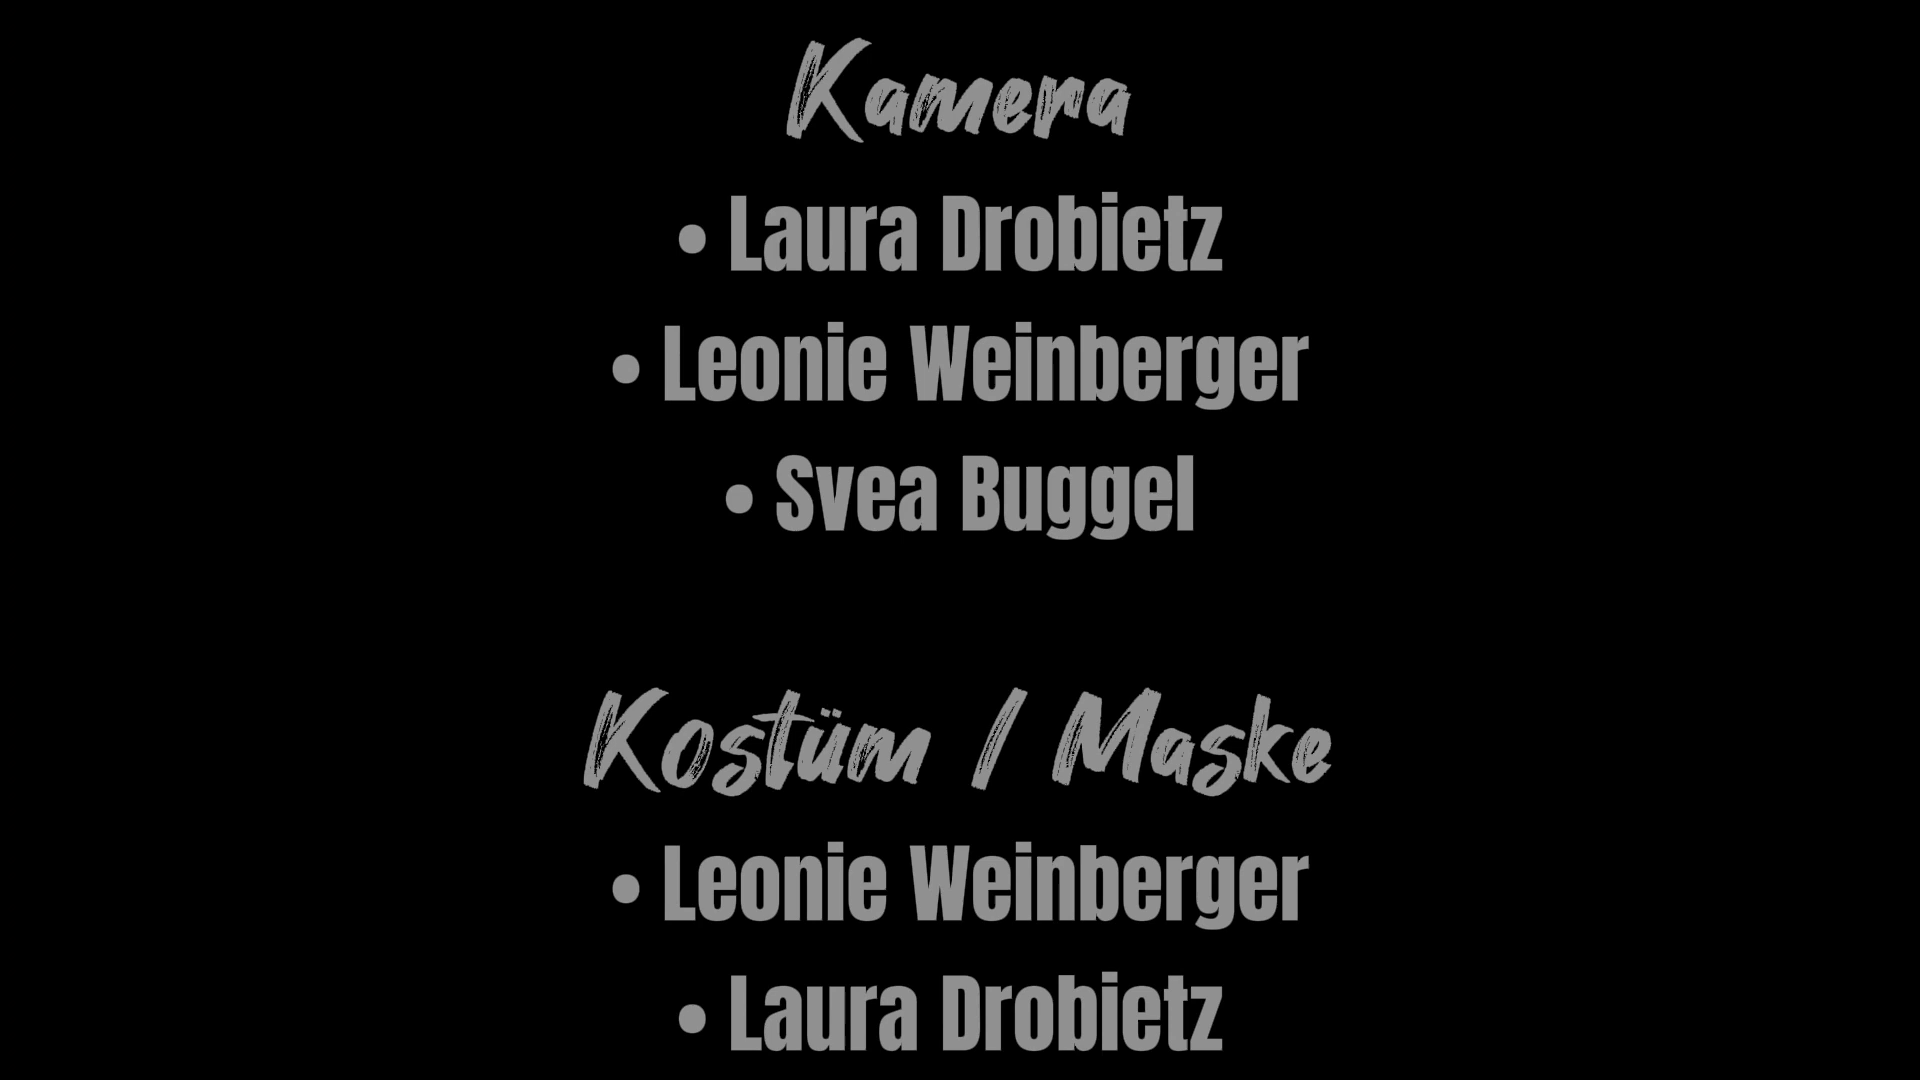 Kamera
• Laura Drobietz
• Leonie Weinberger
• Svea Buggel
Kostüm / Maske
• Leonie Weinberger
• Laura Drobietz